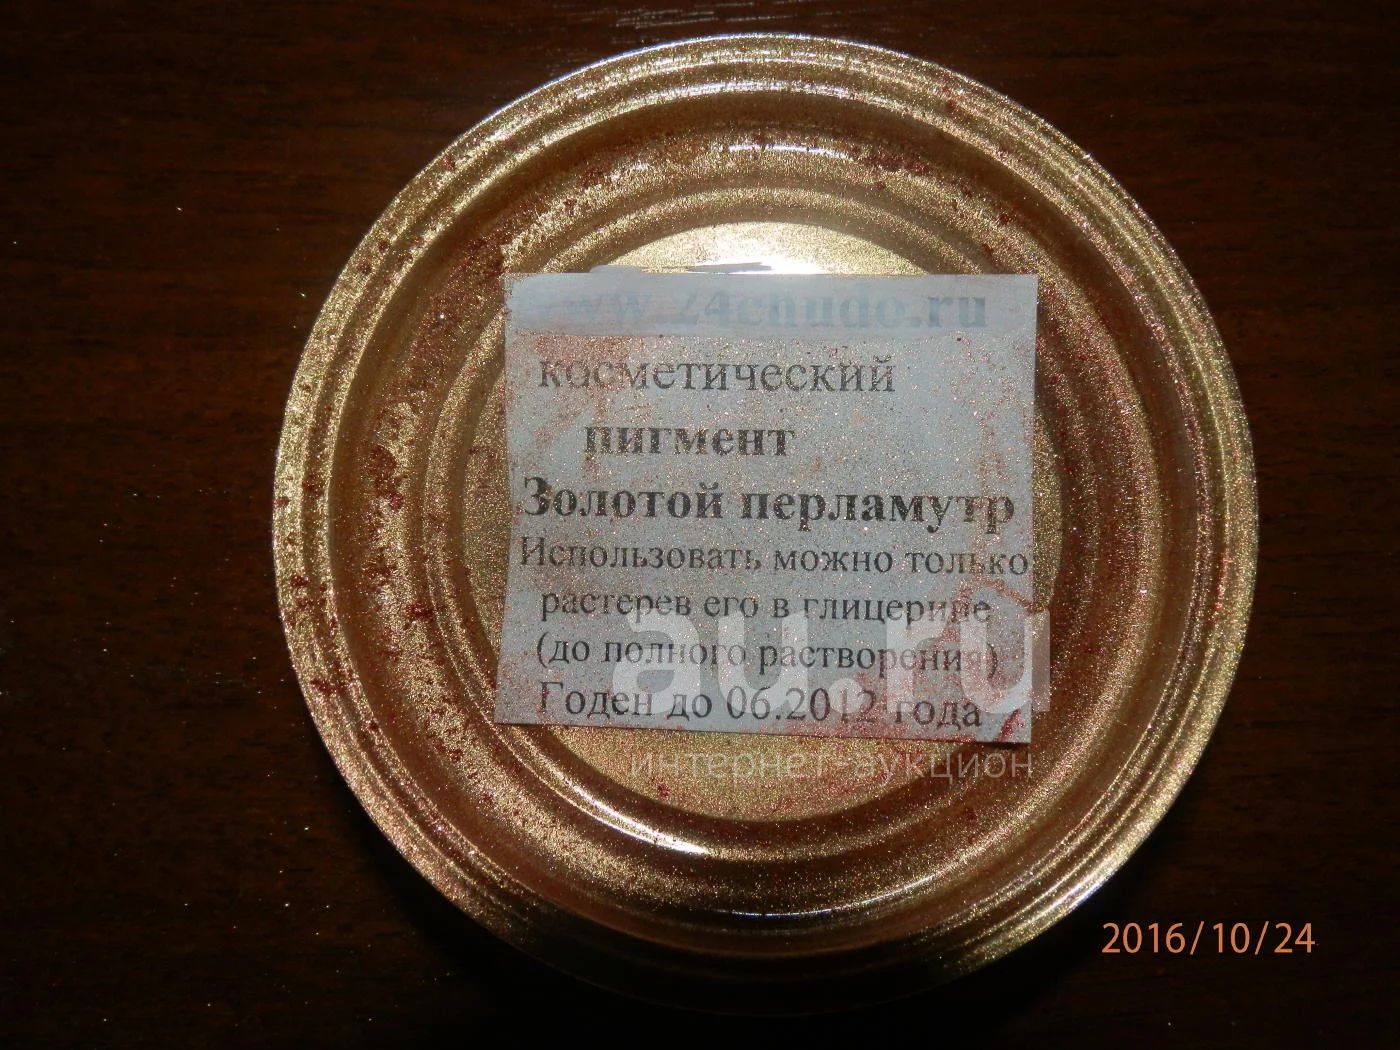 www.24chudo.ru
косметический
пигмент
Золотой перламутр
Использовать можно только
растерев его в глицерине
(до полного растворения)
Годен до 06.2012 года
au.ru
интернет-аукцион
2016/10/24